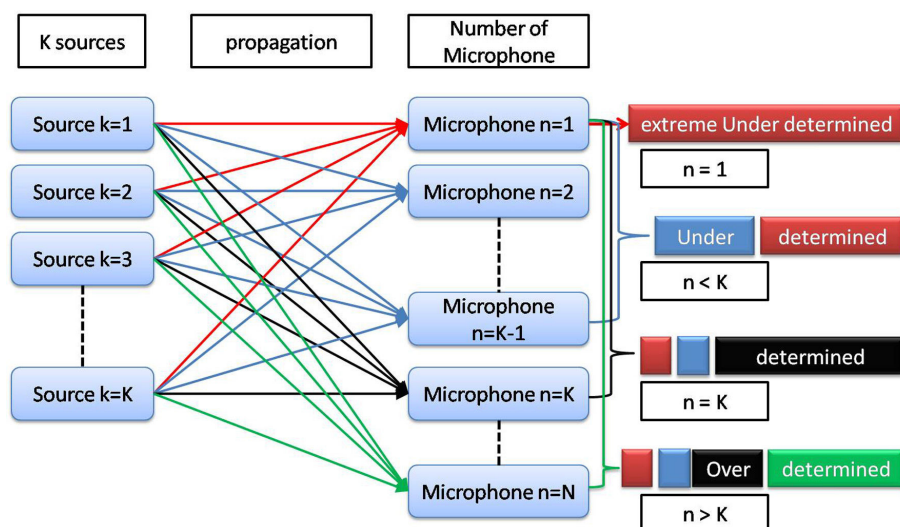 K sources
propagation
Number of
Microphone
Source k=1
Source k=2
Source k=3
Source k=K
Microphone n=1
Microphone n=2
Microphone
n=K-1
Microphone n=K
Microphone n=N
extreme Under determined
n = 1
Under determined
n < K
determined
n = K
Over determined
n > K